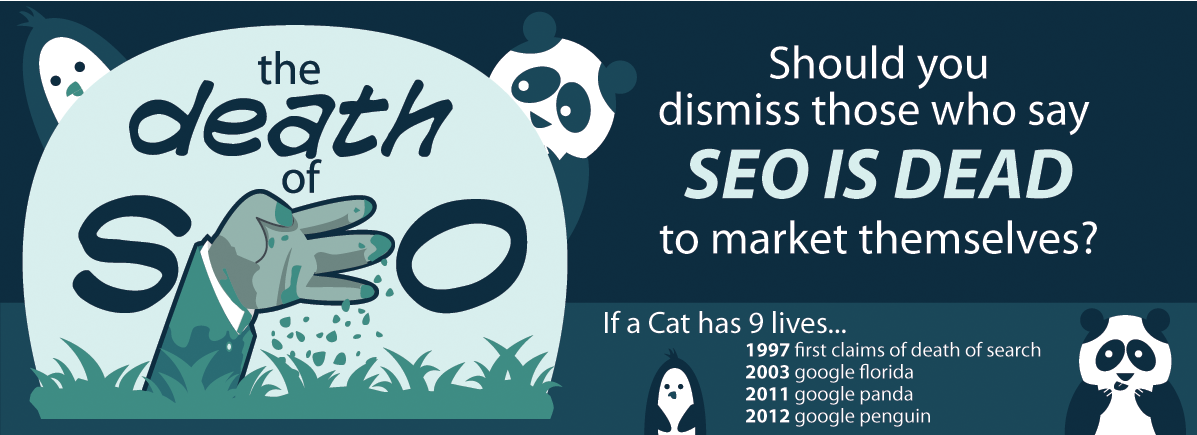 the
death
of
SEO
Should you
dismiss those who say
SEO IS DEAD
to market themselves?
If a Cat has 9 lives...
1997 first claims of death of search
2003 google florida
2011 google panda
2012 google penguin